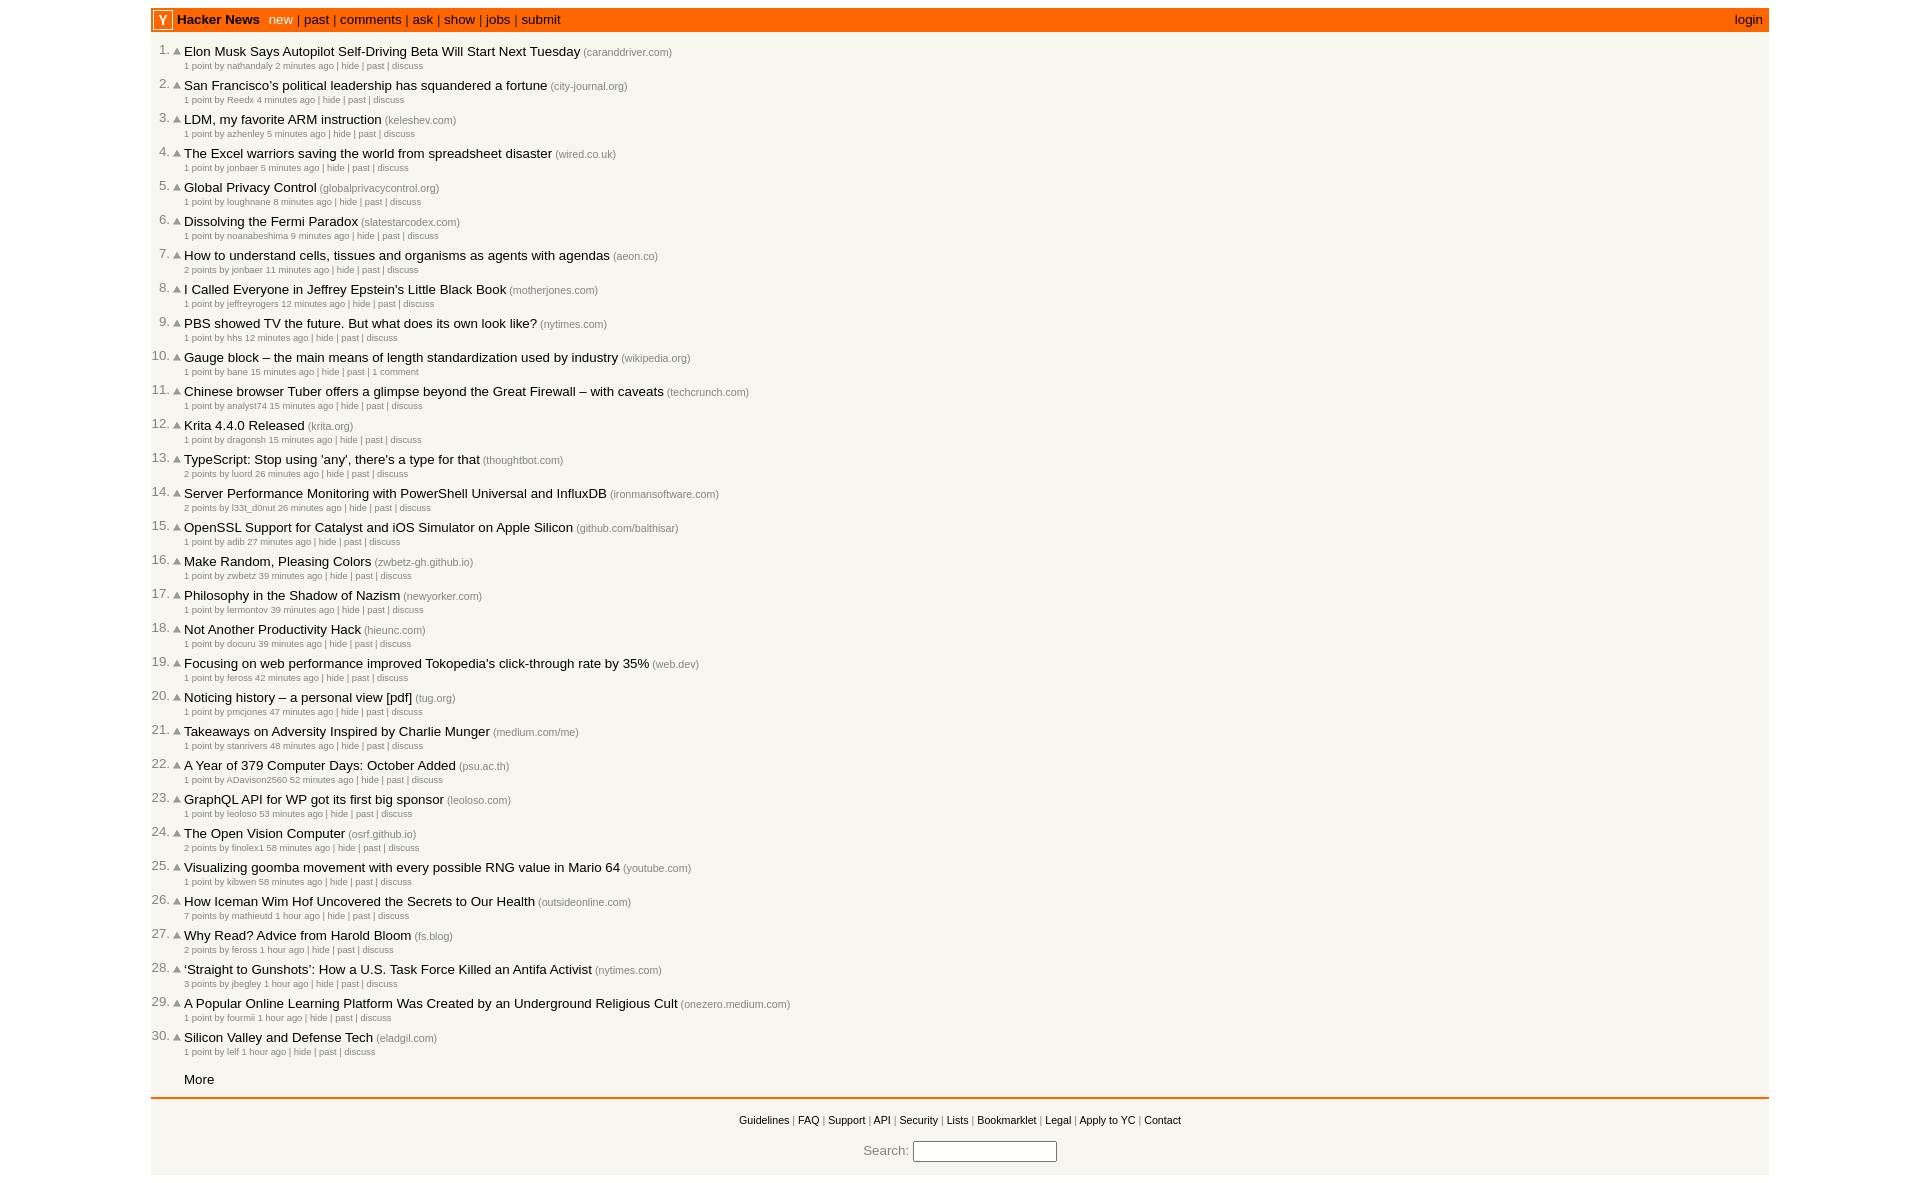 Y Hacker News new | past | comments | ask | show | jobs | submit login
1. Elon Musk Says Autopilot Self-Driving Beta Will Start Next Tuesday (caranddriver.com)
1 point by nathandaly 2 minutes ago | hide | past | discuss
2. San Francisco’s political leadership has squandered a fortune (city-journal.org)
1 point by Reedx 4 minutes ago | hide | past | discuss
3. LDM, my favorite ARM instruction (keleshev.com)
1 point by azhenley 5 minutes ago | hide | past | discuss
4. The Excel warriors saving the world from spreadsheet disaster (wired.co.uk)
1 point by jonbaer 5 minutes ago | hide | past | discuss
5. Global Privacy Control (globalprivacycontrol.org)
1 point by loughnane 8 minutes ago | hide | past | discuss
6. Dissolving the Fermi Paradox (slatestarcodex.com)
1 point by noanabeshima 9 minutes ago | hide | past | discuss
7. How to understand cells, tissues and organisms as agents with agendas (aeon.co)
2 points by jonbaer 11 minutes ago | hide | past | discuss
8. I Called Everyone in Jeffrey Epstein's Little Black Book (motherjones.com)
1 point by jeffreyrogers 12 minutes ago | hide | past | discuss
9. PBS showed TV the future. But what does its own look like? (nytimes.com)
1 point by hhs 12 minutes ago | hide | past | discuss
10. Gauge block – the main means of length standardization used by industry (wikipedia.org)
1 point by bane 15 minutes ago | hide | past | 1 comment
11. Chinese browser Tuber offers a glimpse beyond the Great Firewall – with caveats (techcrunch.com)
1 point by analyst74 15 minutes ago | hide | past | discuss
12. Krita 4.4.0 Released (krita.org)
1 point by dragonsh 15 minutes ago | hide | past | discuss
13. TypeScript: Stop using 'any', there's a type for that (thoughtbot.com)
2 points by luord 26 minutes ago | hide | past | discuss
14. Server Performance Monitoring with PowerShell Universal and InfluxDB (ironmansoftware.com)
2 points by l33t_d0nut 26 minutes ago | hide | past | discuss
15. OpenSSL Support for Catalyst and iOS Simulator on Apple Silicon (github.com/balthisar)
1 point by adib 27 minutes ago | hide | past | discuss
16. Make Random, Pleasing Colors (zwbetz-gh.github.io)
1 point by zwbetz 39 minutes ago | hide | past | discuss
17. Philosophy in the Shadow of Nazism (newyorker.com)
1 point by lermontov 39 minutes ago | hide | past | discuss
18. Not Another Productivity Hack (hieunc.com)
1 point by docuru 39 minutes ago | hide | past | discuss
19. Focusing on web performance improved Tokopedia's click-through rate by 35% (web.dev)
1 point by feross 42 minutes ago | hide | past | discuss
20. Noticing history – a personal view [pdf] (tug.org)
1 point by pmcjones 47 minutes ago | hide | past | discuss
21. Takeaways on Adversity Inspired by Charlie Munger (medium.com/me)
1 point by stanrivers 48 minutes ago | hide | past | discuss
22. A Year of 379 Computer Days: October Added (psu.ac.th)
1 point by ADavison2560 52 minutes ago | hide | past | discuss
23. GraphQL API for WP got its first big sponsor (leoloso.com)
1 point by leoloso 53 minutes ago | hide | past | discuss
24. The Open Vision Computer (osrf.github.io)
2 points by finolex1 58 minutes ago | hide | past | discuss
25. Visualizing goomba movement with every possible RNG value in Mario 64 (youtube.com)
1 point by kibwen 58 minutes ago | hide | past | discuss
26. How Iceman Wim Hof Uncovered the Secrets to Our Health (outsideonline.com)
7 points by mathieutd 1 hour ago | hide | past | discuss
27. Why Read? Advice from Harold Bloom (fs.blog)
2 points by feross 1 hour ago | hide | past | discuss
28. ‘Straight to Gunshots’: How a U.S. Task Force Killed an Antifa Activist (nytimes.com)
3 points by jbegley 1 hour ago | hide | past | discuss
29. A Popular Online Learning Platform Was Created by an Underground Religious Cult (onezero.medium.com)
1 point by fourmii 1 hour ago | hide | past | discuss
30. Silicon Valley and Defense Tech (eladgil.com)
1 point by lelf 1 hour ago | hide | past | discuss
More
Guidelines | FAQ | Support | API | Security | Lists | Bookmarklet | Legal | Apply to YC | Contact
Search: